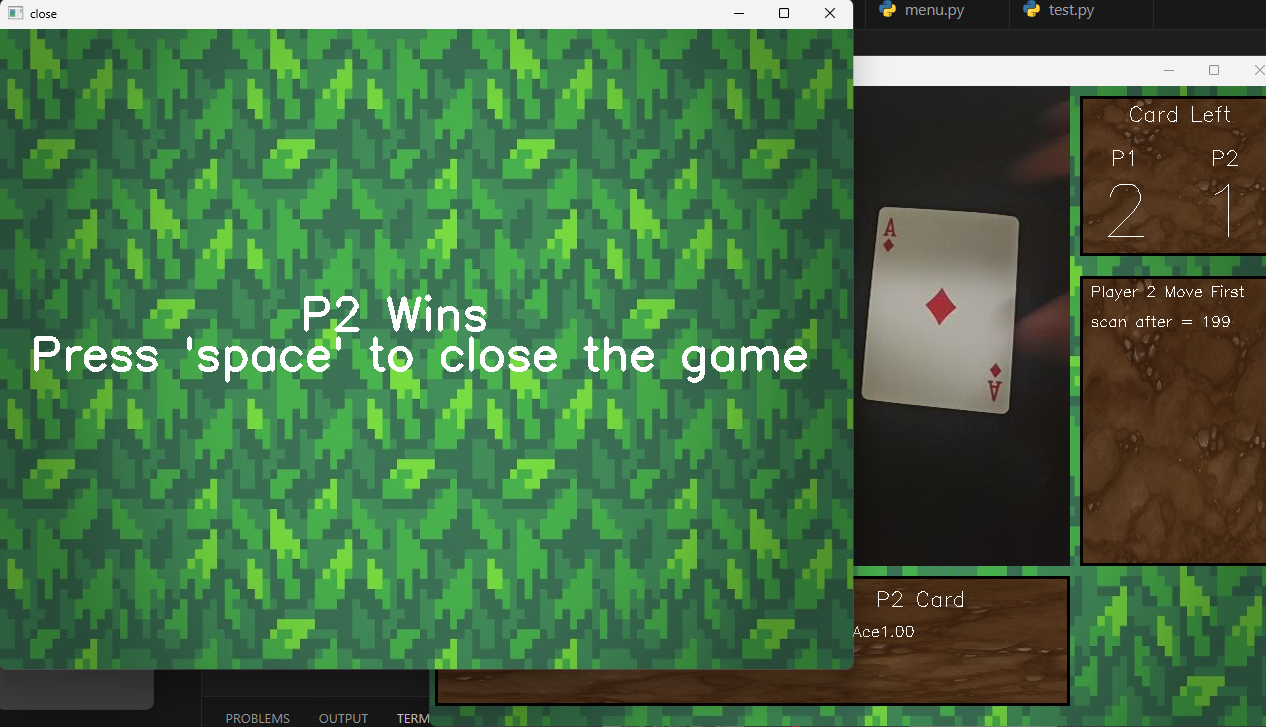 close
menu.py
test.py
P2 Wins
Press 'space' to close the game
A
A
Card Left
P1 P2
2 1
Player 2 Move First
scan after = 199
P2 Card
Ace1.00
PROBLEMS OUTPUT TERM